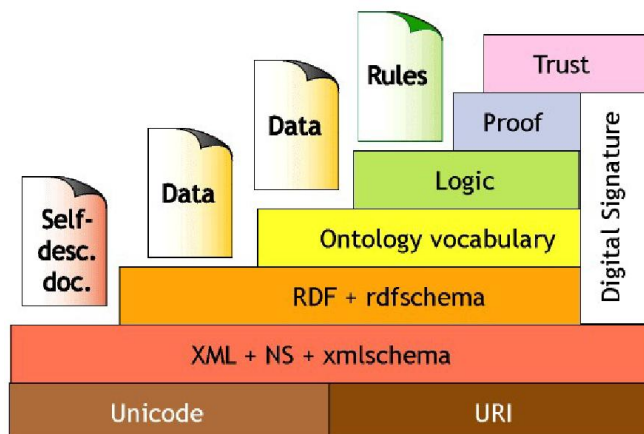 Trust
Rules
Proof
Data
Logic
Data
Self-
desc.
doc.
Ontology vocabulary
Digital Signature
RDF + rdfschema
XML + NS + xmlschema
Unicode
URI